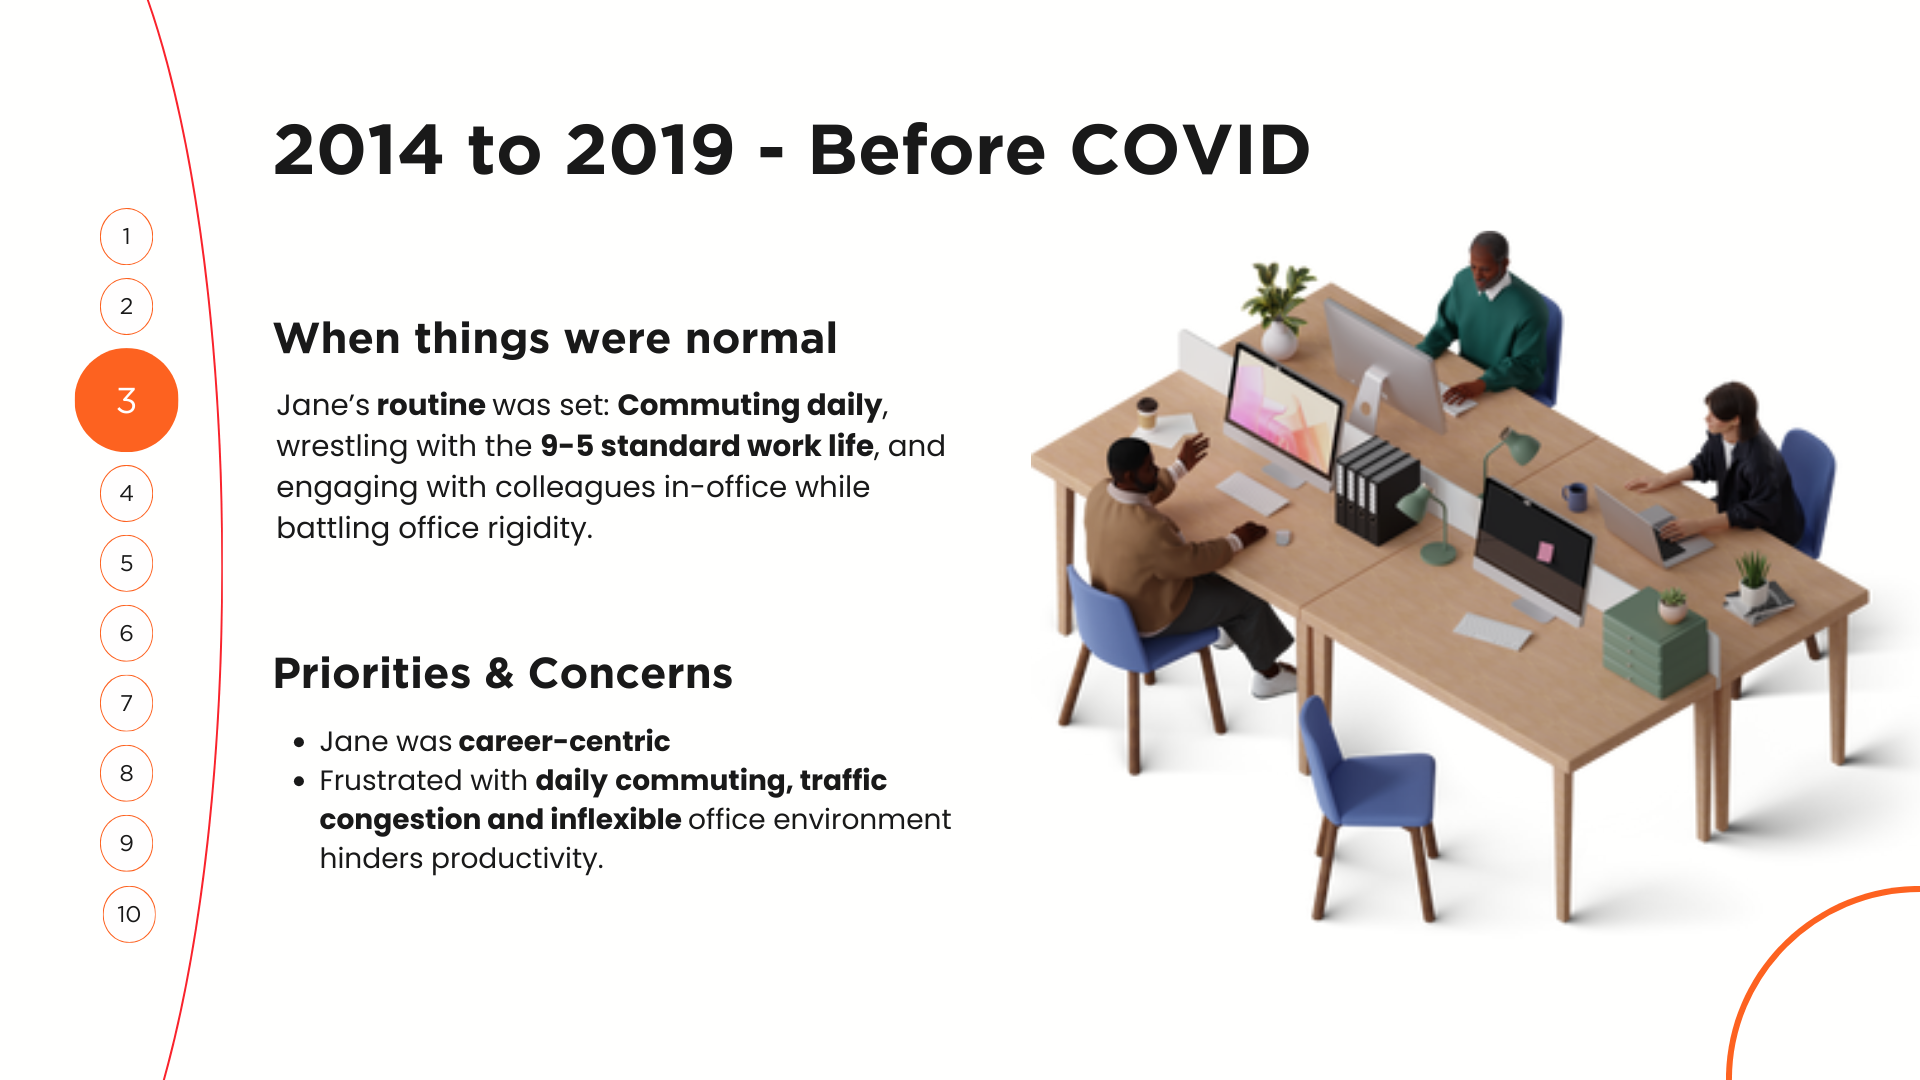 2014 to 2019 - Before COVID
1
2
3
4
5
6
7
8
9
10
When things were normal
Jane’s routine was set: Commuting daily,
wrestling with the 9-5 standard work life, and
engaging with colleagues in-office while
battling office rigidity.
Priorities & Concerns
• Jane was career-centric
• Frustrated with daily commuting, traffic
congestion and inflexible office environment
hinders productivity.